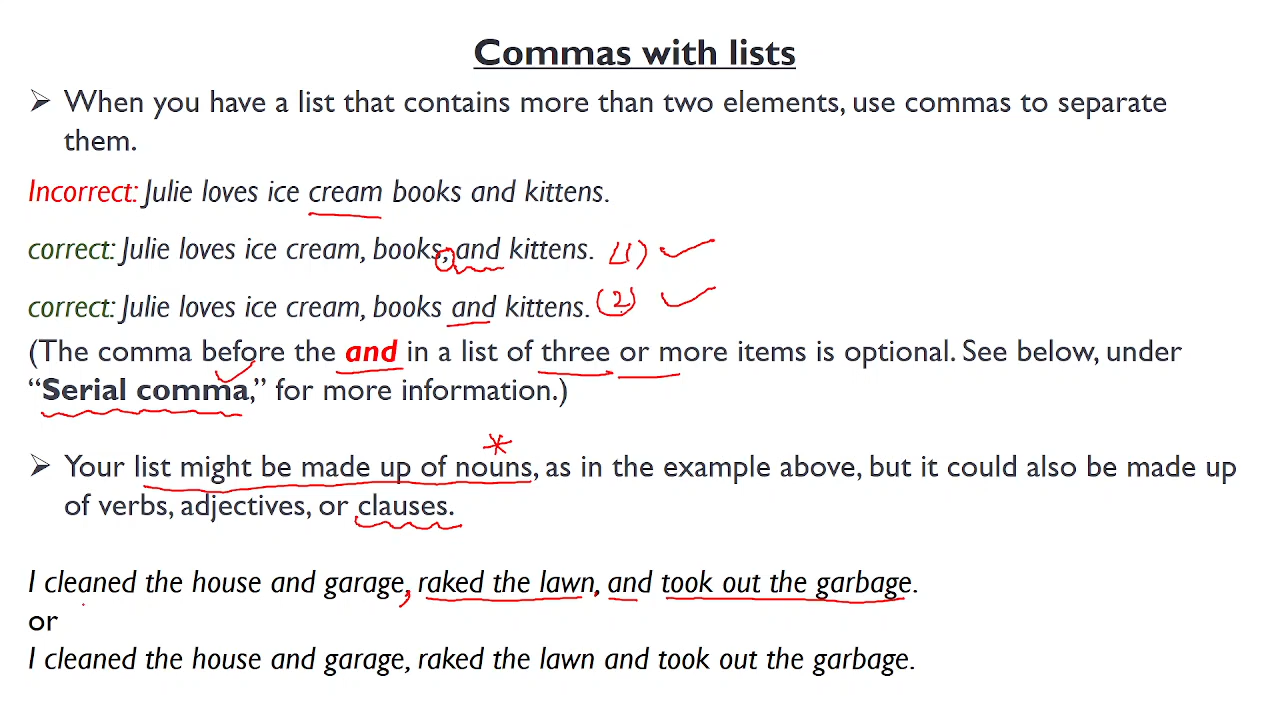 Commas with lists
➢ When you have a list that contains more than two elements, use commas to separate
them.
Incorrect: Julie loves ice cream books and kittens.
correct: Julie loves ice cream, books, and kittens. (1) ✓
correct: Julie loves ice cream, books and kittens. (2) ✓
(The comma before the and in a list of three or more items is optional. See below, under
“Serial comma,” for more information.)
*
➢ Your list might be made up of nouns, as in the example above, but it could also be made up
of verbs, adjectives, or clauses.
I cleaned the house and garage, raked the lawn, and took out the garbage.
or
I cleaned the house and garage, raked the lawn and took out the garbage.